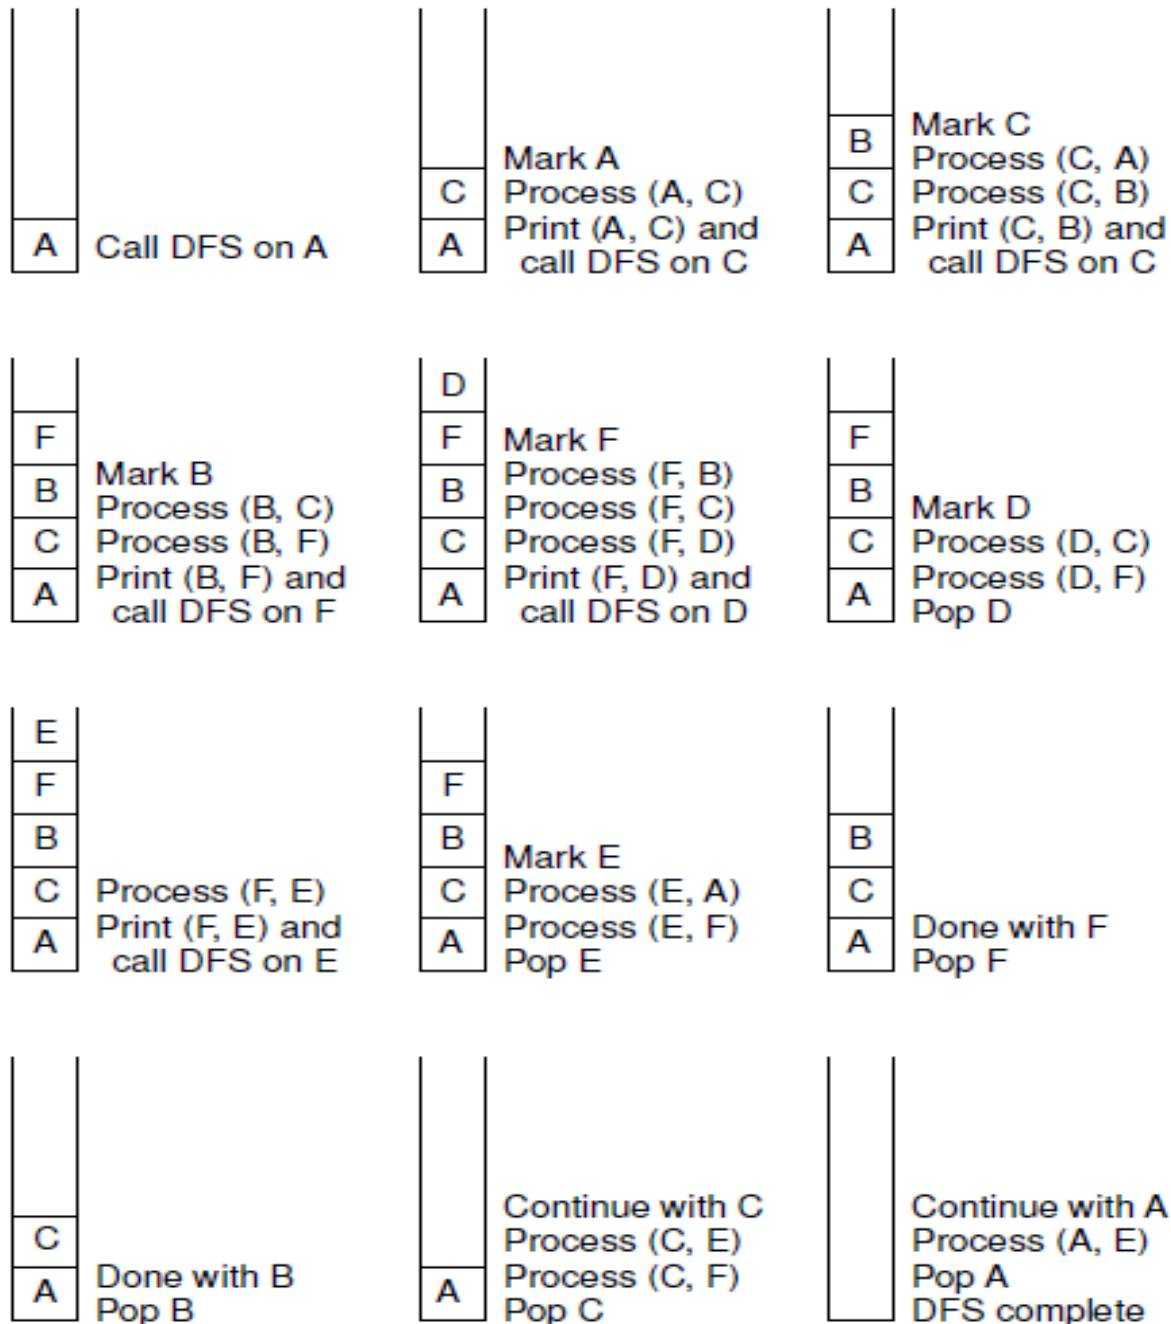 A
Call DFS on A
C
A
Mark A
Process (A, C)
Print (A, C) and
call DFS on C
B
C
A
Mark C
Process (C, A)
Process (C, B)
Print (C, B) and
call DFS on C
F
B
C
A
Mark B
Process (B, C)
Process (B, F)
Print (B, F) and
call DFS on F
D
F
B
C
A
Mark F
Process (F, B)
Process (F, C)
Process (F, D)
Print (F, D) and
call DFS on D
F
B
C
A
Mark D
Process (D, C)
Process (D, F)
Pop D
E
F
B
C
A
Process (F, E)
Print (F, E) and
call DFS on E
F
B
C
A
Mark E
Process (E, A)
Process (E, F)
Pop E
B
C
A
Done with F
Pop F
C
A
Done with B
Pop B
A
Continue with C
Process (C, E)
Process (C, F)
Pop C
Continue with A
Process (A, E)
Pop A
DFS complete